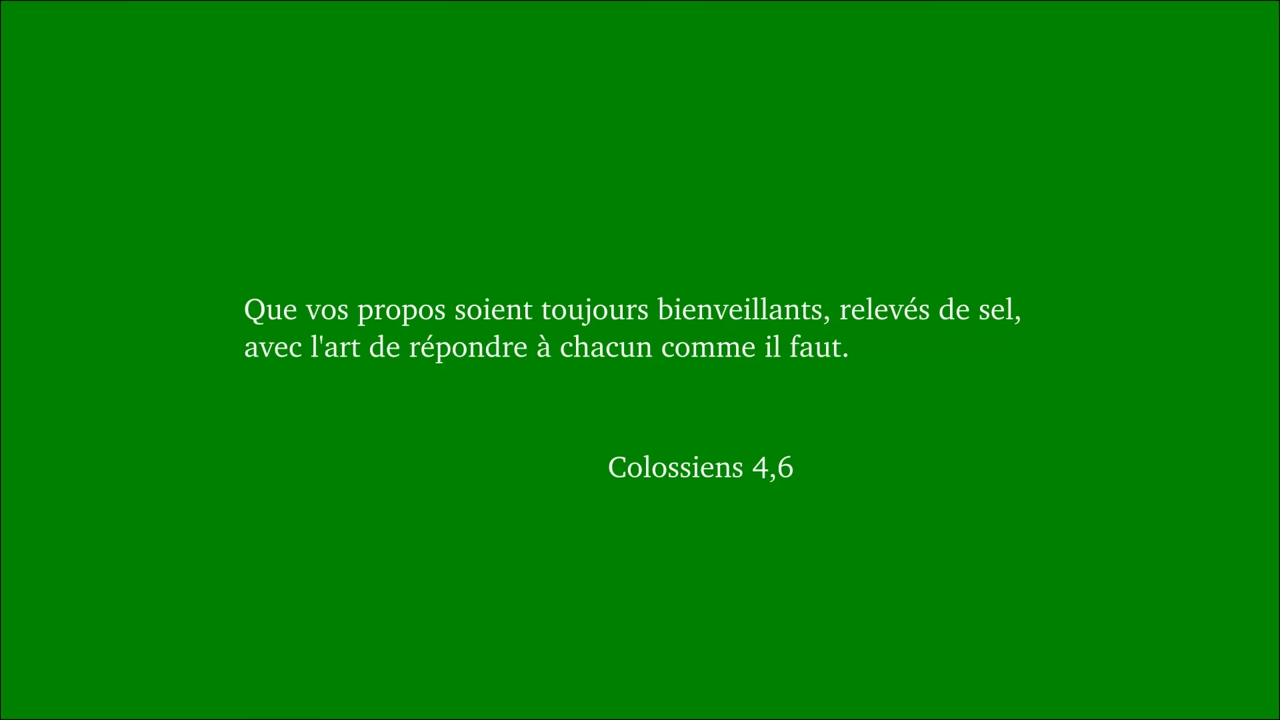 Que vos propos soient toujours bienveillants, relevés de sel,
avec l'art de répondre à chacun comme il faut.
Colossiens 4,6